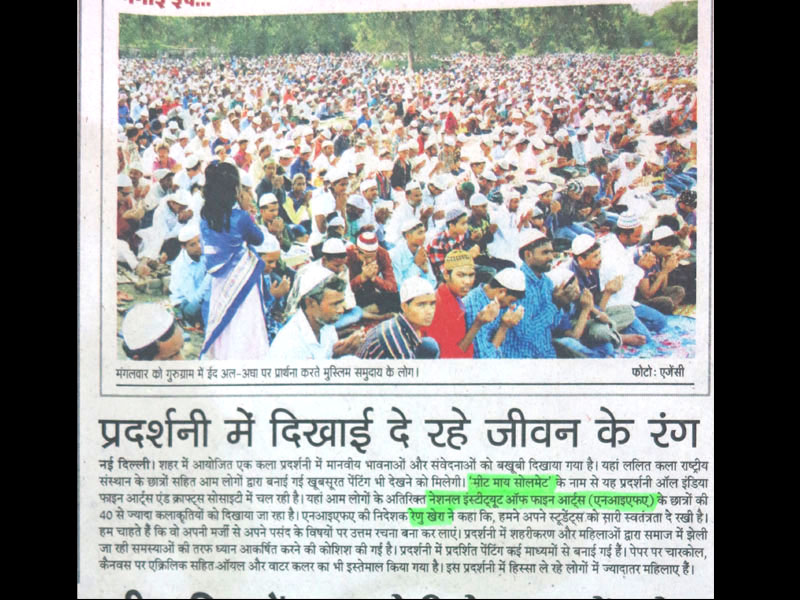 मंगलवार को गुरुग्राम में ईद अल-अधा पर प्रार्थना करते मुस्लिम समुदाय के लोग। फोटो: एजेंसी
प्रदर्शनी में दिखाई दे रहे जीवन के रंग
नई दिल्ली। शहर में आयोजित एक कला प्रदर्शनी में मानवीय भावनाओं और संवेदनाओं को बखूबी दिखाया गया है। यहां ललित कला राष्ट्रीय
संस्थान के छात्रों सहित आम लोगों द्वारा बनाई गई खूबसूरत पेंटिंग भी देखने को मिलेगी। 'मीट माय सोलमेट' के नाम से यह प्रदर्शनी ऑल इंडिया
फाइन आर्ट्स एंड क्राफ्ट्स सोसाइटे में चल रही है। यहां आम लोगों के अतिरिक्त नेशनल इंस्टीट्यूट ऑफ फाइन आर्ट्स (एनआइएफए) के छात्रों की
40 से ज्यादा कलाकृतियों को दिखाया जा रहा है। एनआइएफए की निदेशक रेणु खेरा ने कहा कि, हमने अपने स्टूडेंट्स को सारी स्वतंत्रता दे रखी है।
हम चाहते हैं कि वो अपनी मर्जी से अपने पसंद के विषयों पर उत्तम रचना बना कर लाएं। प्रदर्शनी में शहरीकरण और महिलाओं द्वारा समाज में झेली
जा रही समस्याओं की तरफ ध्यान आकर्षित करने की कोशिश की गई है। प्रदर्शनी में प्रदर्शित पेंटिंग कई माध्यमों से बनाई गई हैं। पेपर पर चारकोल,
कैनवस पर एक्रिलिक सहित ऑयल और वाटर कलर का भी इस्तेमाल किया गया है। इस प्रदर्शनी में हिस्सा ले रहे लोगों में ज्यादातर महिलाए हैं।